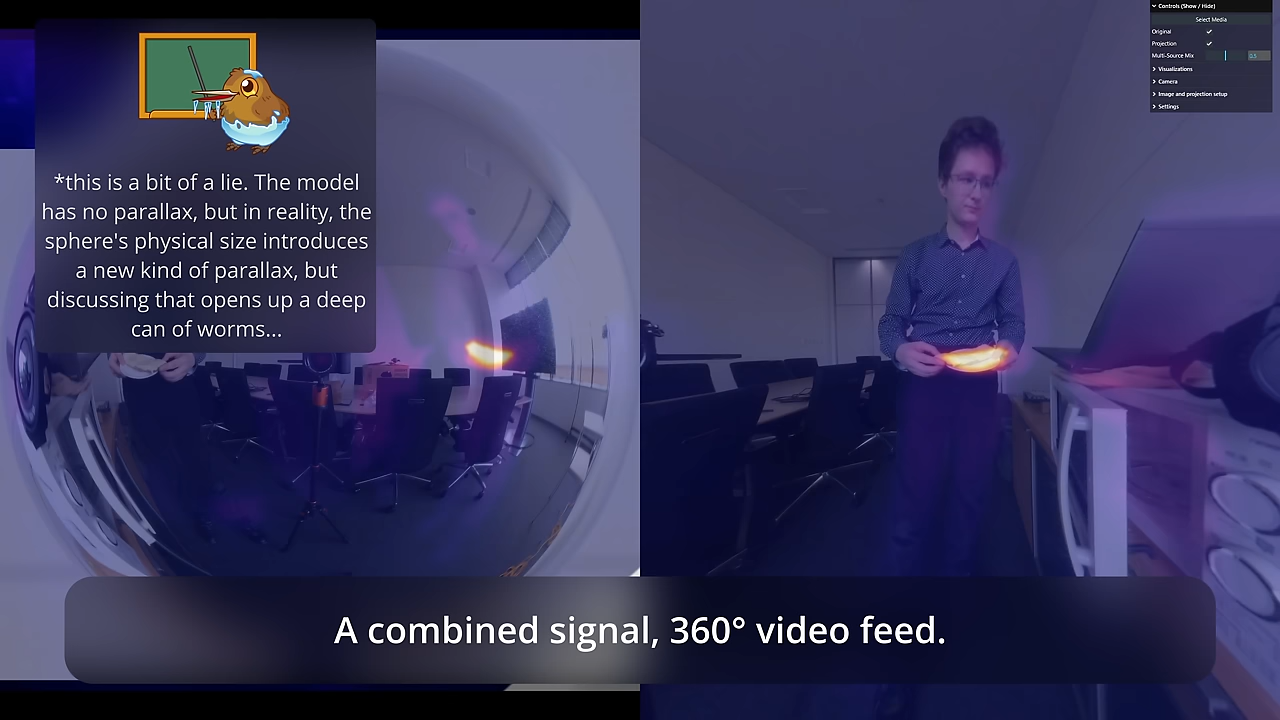 *this is a bit of a lie. The model
has no parallax, but in reality, the
sphere's physical size introduces
a new kind of parallax, but
discussing that opens up a deep
can of worms...
Controls (Show / Hide)
Select Media
Original
Projection
Multi-Source Mix
0.5
Visualizations
Camera
Image and projection setup
Settings
A combined signal, 360° video feed.